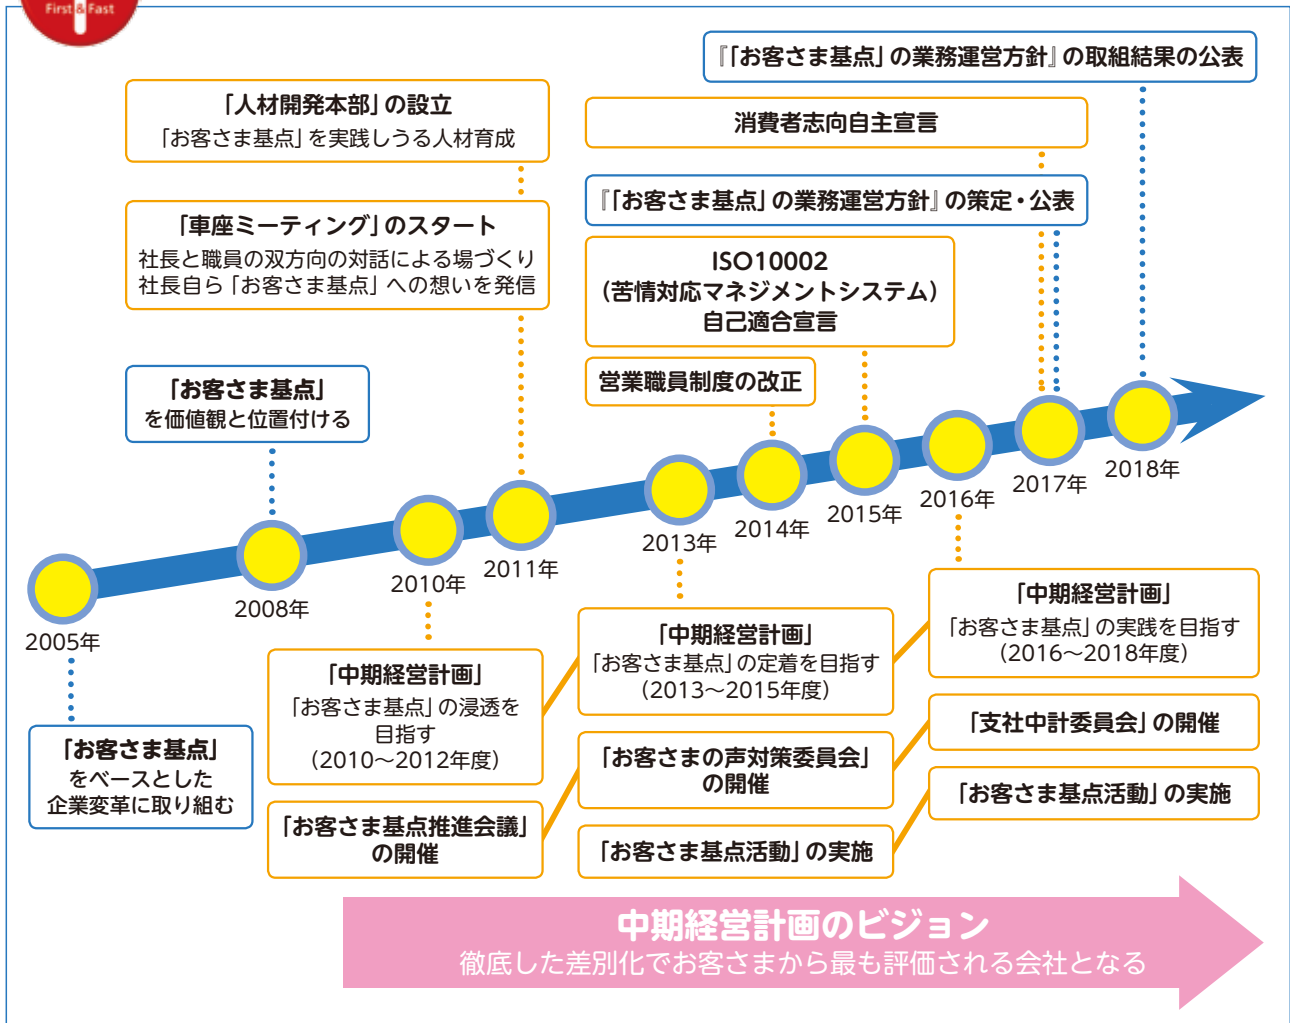 First & Fast
『「お客さま基点」の業務運営方針』の取組結果の公表
「人材開発本部」の設立
「お客さま基点」を実践しうる人材育成
消費者志向自主宣言
『「お客さま基点」の業務運営方針』の策定・公表
「車座ミーティング」のスタート
社長と職員の双方向の対話による場づくり
社長自ら「お客さま基点」への想いを発信
ISO10002
（苦情対応マネジメントシステム）
自己適合宣言
営業職員制度の改正
「お客さま基点」
を価値観と位置付ける
2005年
2008年
2010年
2011年
2013年
2014年
2015年
2016年
2017年
2018年
「お客さま基点」
をベースとした
企業変革に取り組む
「中期経営計画」
「お客さま基点」の浸透を
目指す
（2010～2012年度）
「お客さま基点推進会議」
の開催
「中期経営計画」
「お客さま基点」の定着を目指す
（2013～2015年度）
「お客さまの声対策委員会」
の開催
「お客さま基点活動」の実施
「中期経営計画」
「お客さま基点」の実践を目指す
（2016～2018年度）
「支社中計委員会」の開催
「お客さま基点活動」の実施
中期経営計画のビジョン
徹底した差別化でお客さまから最も評価される会社となる